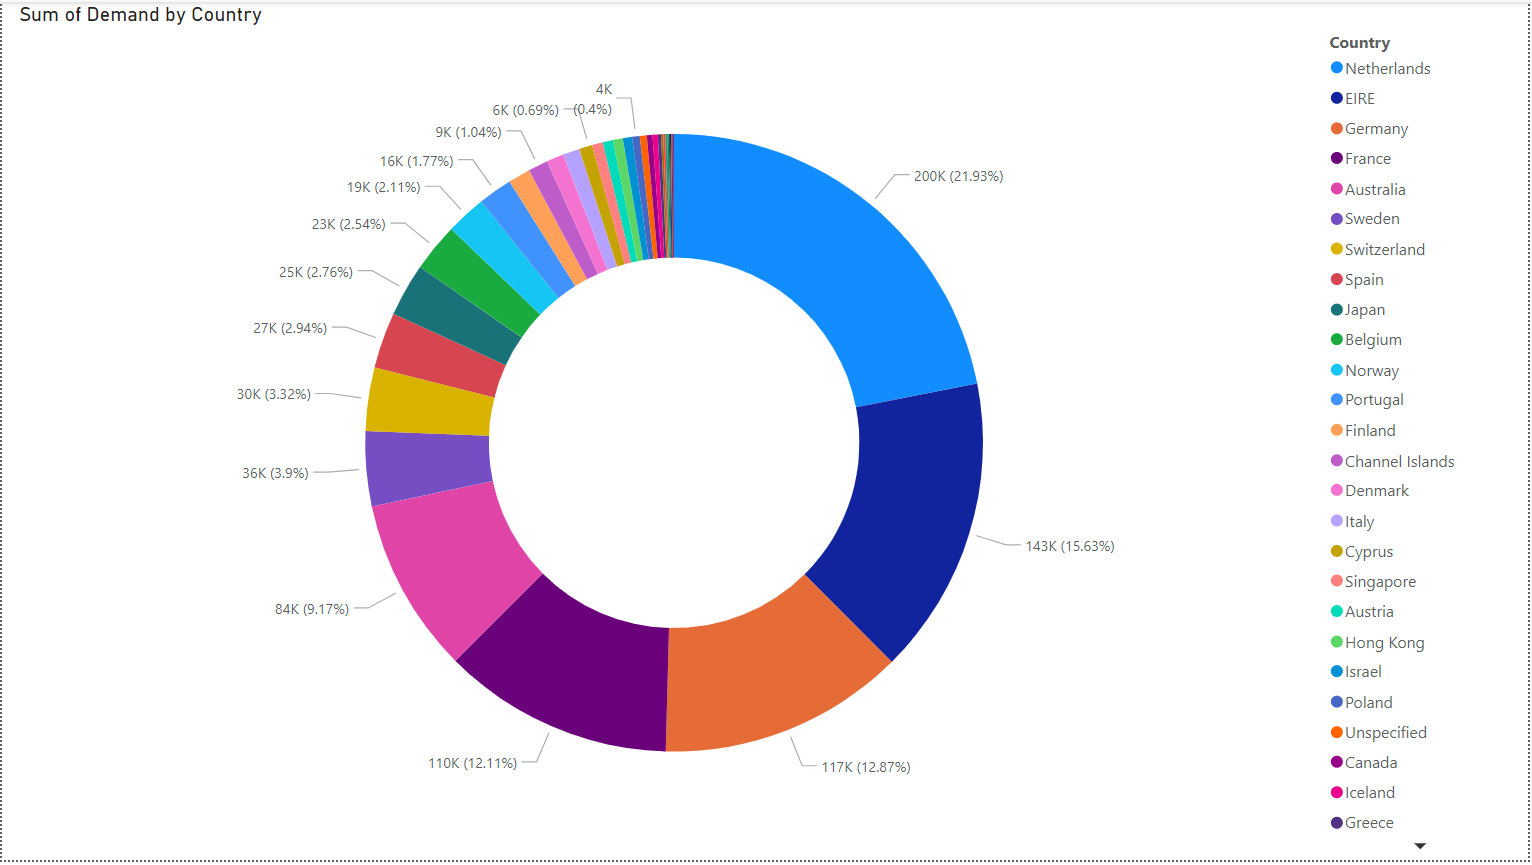 Sum of Demand by Country
4K
(0.4%)
6K (0.69%)
9K (1.04%)
16K (1.77%)
19K (2.11%)
23K (2.54%)
25K (2.76%)
27K (2.94%)
30K (3.32%)
36K (3.9%)
84K (9.17%)
110K (12.11%)
117K (12.87%)
143K (15.63%)
200K (21.93%)
Country
Netherlands
EIRE
Germany
France
Australia
Sweden
Switzerland
Spain
Japan
Belgium
Norway
Portugal
Finland
Channel Islands
Denmark
Italy
Cyprus
Singapore
Austria
Hong Kong
Israel
Poland
Unspecified
Canada
Iceland
Greece